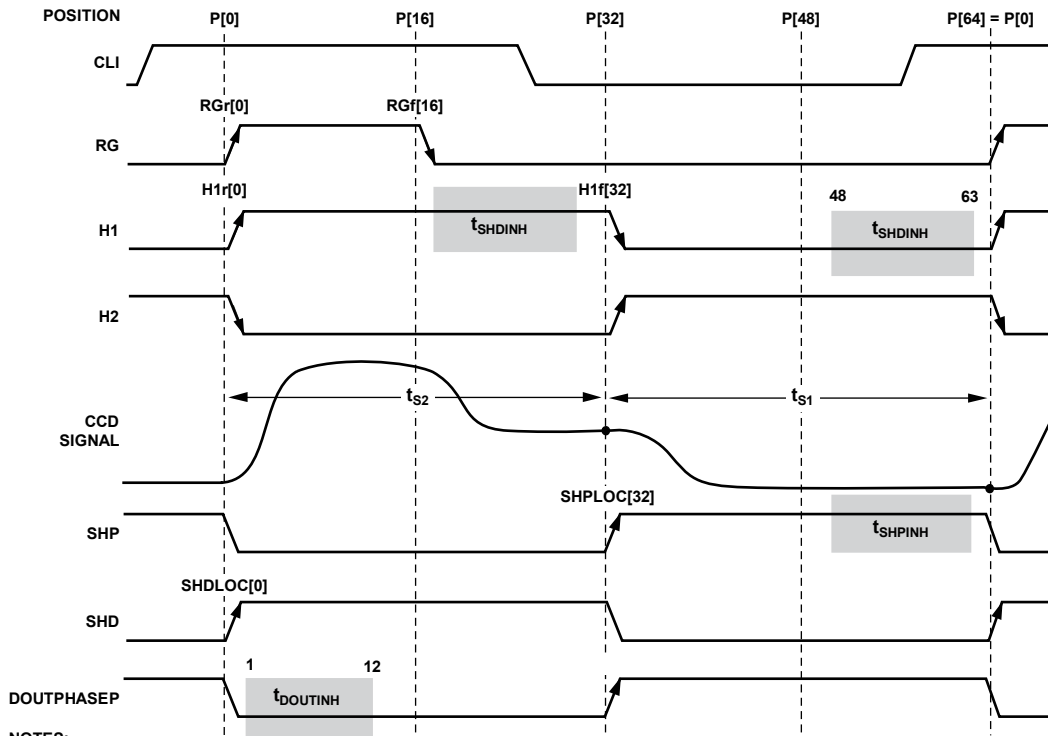 POSITION P[0] P[16] P[32] P[48] P[64] = P[0]
CLI
RGr[0] RGf[16]
RG
H1r[0] H1f[32] 48 63
H1 tSHDINH tSHDINH
H2
tS2 tS1
CCD
SIGNAL
SHPLOC[32]
SHP tSHPINH
SHDLOC[0]
SHD
1 12
DOUTPHASEP tDOUTINH
NOTES: